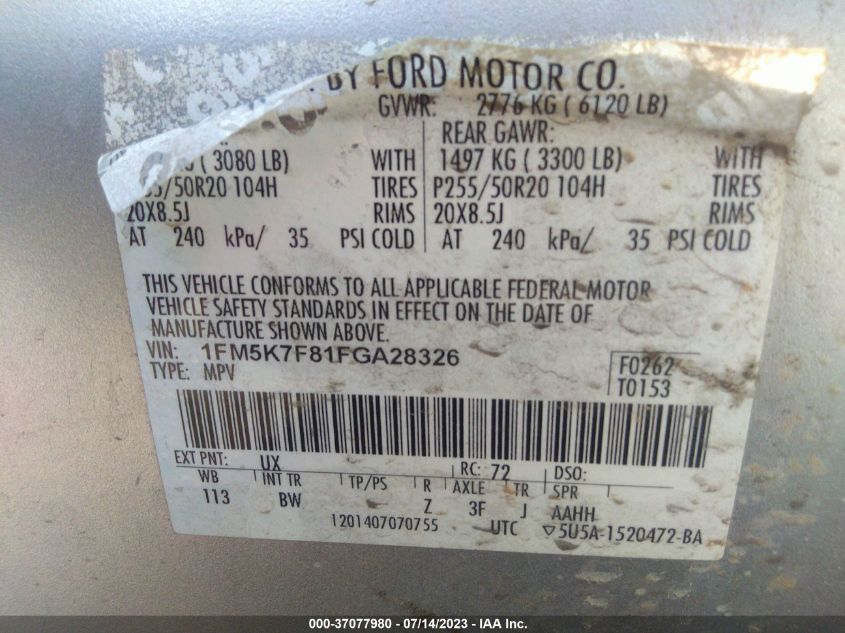 BY FORD MOTOR CO.
GVWR: 2776 KG ( 6120 LB)
REAR GAWR:
( 3080 LB) WITH 1497 KG ( 3300 LB) WITH
/50R20 104H TIRES P255/50R20 104H TIRES
20X8.5J RIMS 20X8.5J RIMS
AT 240 kPa/ 35 PSI COLD AT 240 kPa/ 35 PSI COLD
THIS VEHICLE CONFORMS TO ALL APPLICABLE FEDERAL MOTOR
VEHICLE SAFETY STANDARDS IN EFFECT ON THE DATE OF
MANUFACTURE SHOWN ABOVE.
VIN: 1FM5K7F81FGA28326
TYPE: MPV
F0262
T0153
EXT PNT: UX RC: 72 DSO:
WB INT TR TP/PS R AXLE TR SPR
113 BW Z 3F J AAHH
1201407070755 UTC ▽5U5A-1520472-BA
000-37077980 - 07/14/2023 - IAA Inc.